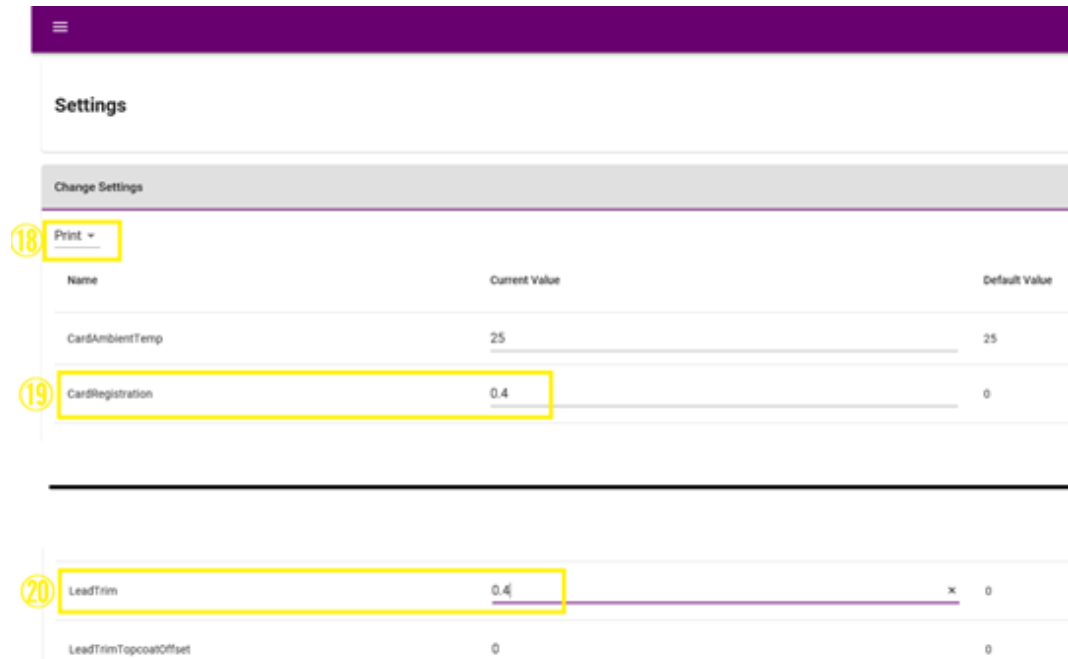 Settings
Change Settings
⑱ Print
Name Current Value Default Value
CardAmbientTemp 25 25
⑲ CardRegistration 0.4 0
⑳ LeadTrim 0.4 × 0
LeadTrimTopcoatOffset 0 0